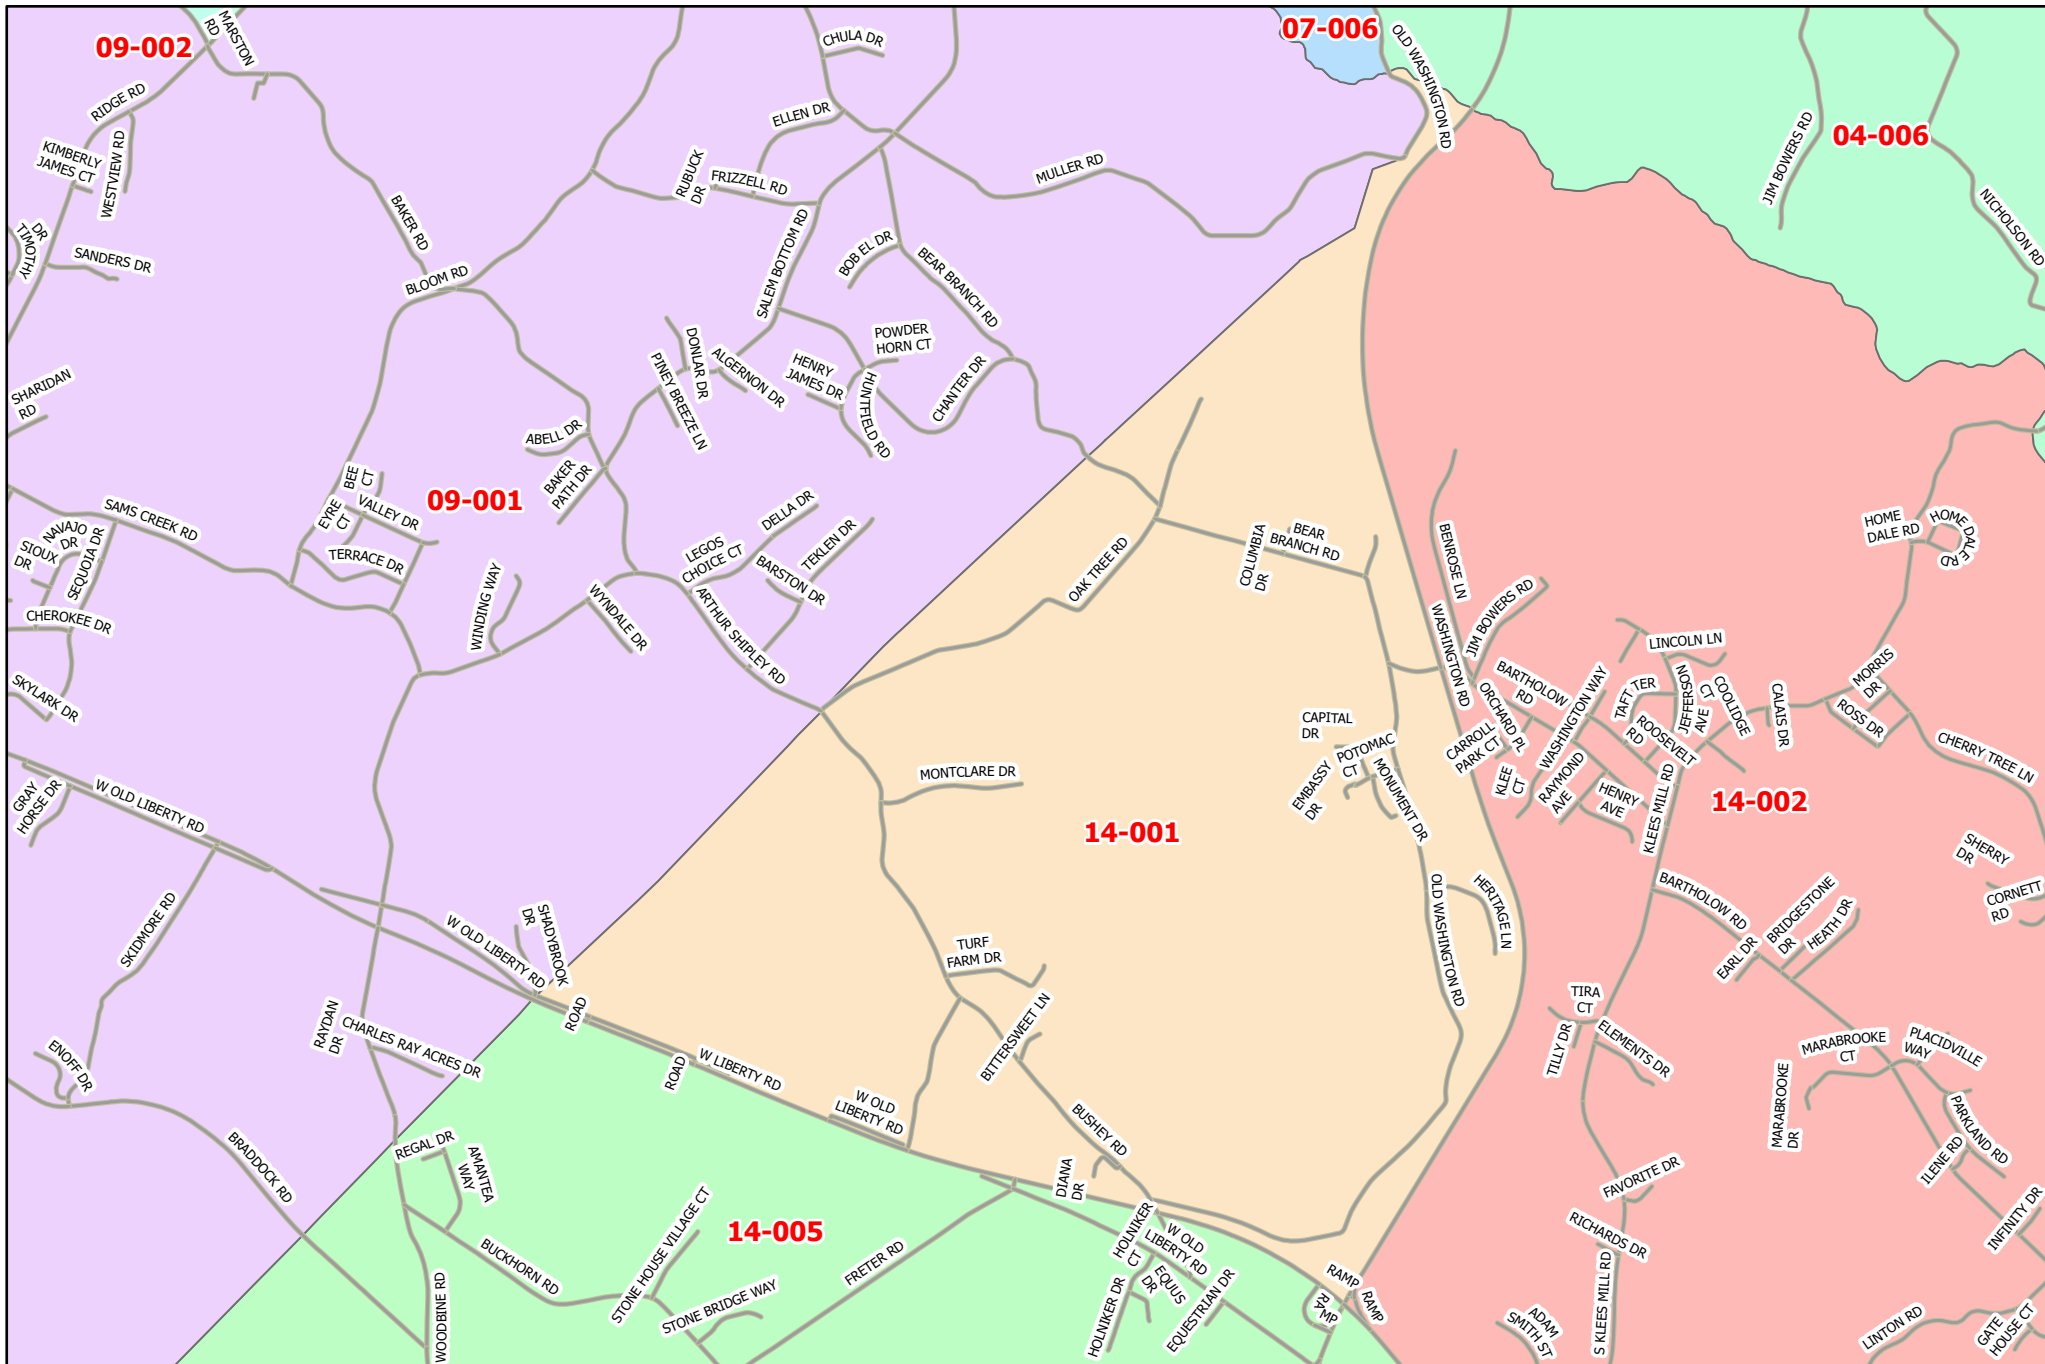 09-002
MARSTON
RD
07-006
OLD WASHINGTON RD
04-006
CHULA DR
RIDGE RD
ELLEN DR
KIMBERLY
JAMES CT
WESTVIEW RD
RUBUCK
DR
FRIZZELL RD
MULLER RD
JIM BOWERS RD
NICHOLSON RD
TIMOTHY
DR
SANDERS DR
BAKER RD
BLOOM RD
SALEM BOTTOM RD
BOB EL DR
BEAR BRANCH RD
POWDER
HORN CT
DONLAR DR
PINEY BREEZE LN
ALGERNON DR
HENRY
JAMES DR
HUNTFIELD RD
CHANTER DR
SHARIDAN
RD
ABELL DR
BAKER
PATH DR
BEE
CT
EYRE
CT
VALLEY DR
TERRACE DR
09-001
SAMS CREEK RD
NAVAJO
DR
SIOUX
DR
SEQUOIA DR
CHEROKEE DR
SKYLARK DR
WINDING WAY
WYNDALE DR
LEGOS
CHOICE CT
DELLA DR
TEKLEN DR
BARSTON DR
ARTHUR SHIPLEY RD
OAK TREE RD
COLUMBIA
DR
BEAR
BRANCH RD
BENROSE LN
WASHINGTON RD
JIM BOWERS RD
HOME
DALE RD
HOME DALE RD
LINCOLN LN
BARTHOLOW
RD
ORCHARD PL
CARROLL
PARK CT
KLEE
CT
WASHINGTON WAY
TAFT TER
JEFFERSON
AVE
COOLIDGE
CT
ROOSEVELT
RD
RAYMOND
AVE
HENRY
AVE
KLEES MILL RD
CALAIS DR
MORRIS
DR
ROSS DR
CHERRY TREE LN
14-002
CAPITAL
DR
POTOMAC
CT
EMBASSY
DR
MONUMENT DR
MONTCLARE DR
14-001
GRAY
HORSE DR
W OLD LIBERTY RD
SKIDMORE RD
W OLD LIBERTY RD
SHADYBROOK
DR
ROAD
ROAD
W LIBERTY RD
W OLD
LIBERTY RD
TURF
FARM DR
BITTERSWEET LN
BUSHEY RD
OLD WASHINGTON RD
HERITAGE LN
SHERRY
DR
CORNETT
RD
BARTHOLOW RD
BRIDGESTONE
DR
HEATH DR
EARL DR
TIRA
CT
TILLY DR
ELEMENTS DR
MARABROOKE
CT
MARABROOKE
DR
PLACIDVILLE
WAY
PARKLAND RD
ILENE RD
INFINITY DR
FAVORITE DR
RICHARDS DR
S KLEES MILL RD
ADAM
SMITH ST
LINTON RD
GATE
HOUSE CT
RAYDAN
DR
CHARLES RAY ACRES DR
ENOFF DR
BRADDOCK RD
REGAL DR
AMANTEA
WAY
BUCKHORN RD
WOODBINE RD
STONE HOUSE VILLAGE CT
STONE BRIDGE WAY
14-005
FRETER RD
DIANA
DR
HOLNIKER
CT
HOLNIKER DR
W OLD
LIBERTY RD
EQUUS
DR
EQUESTRIAN DR
RAMP
RAMP
RAMP